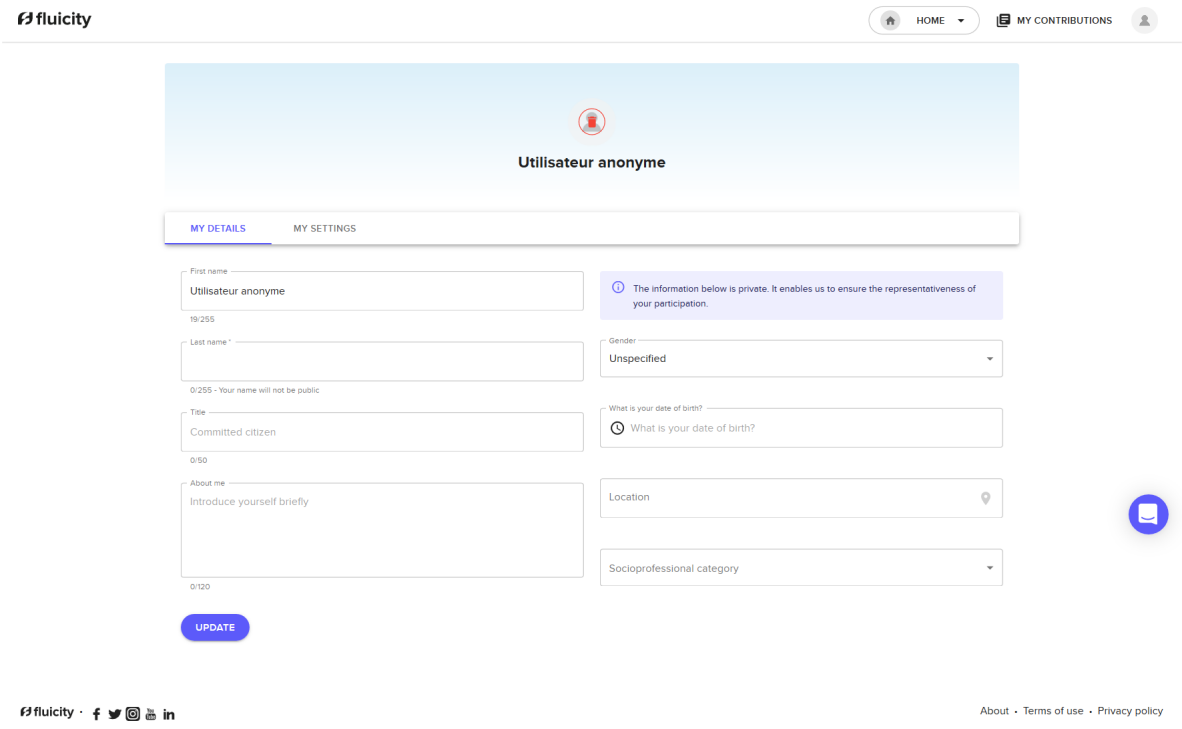 fluicity
HOME
MY CONTRIBUTIONS
Utilisateur anonyme
MY DETAILS
MY SETTINGS
First name
Utilisateur anonyme
19/255
Last name *
0/255 - Your name will not be public
Title
Committed citizen
0/50
About me
Introduce yourself briefly
0/120
UPDATE
The information below is private. It enables us to ensure the representativeness of
your participation.
Gender
Unspecified
What is your date of birth?
What is your date of birth?
Location
Socioprofessional category
fluicity ·
You
Tube
in
About • Terms of use • Privacy policy